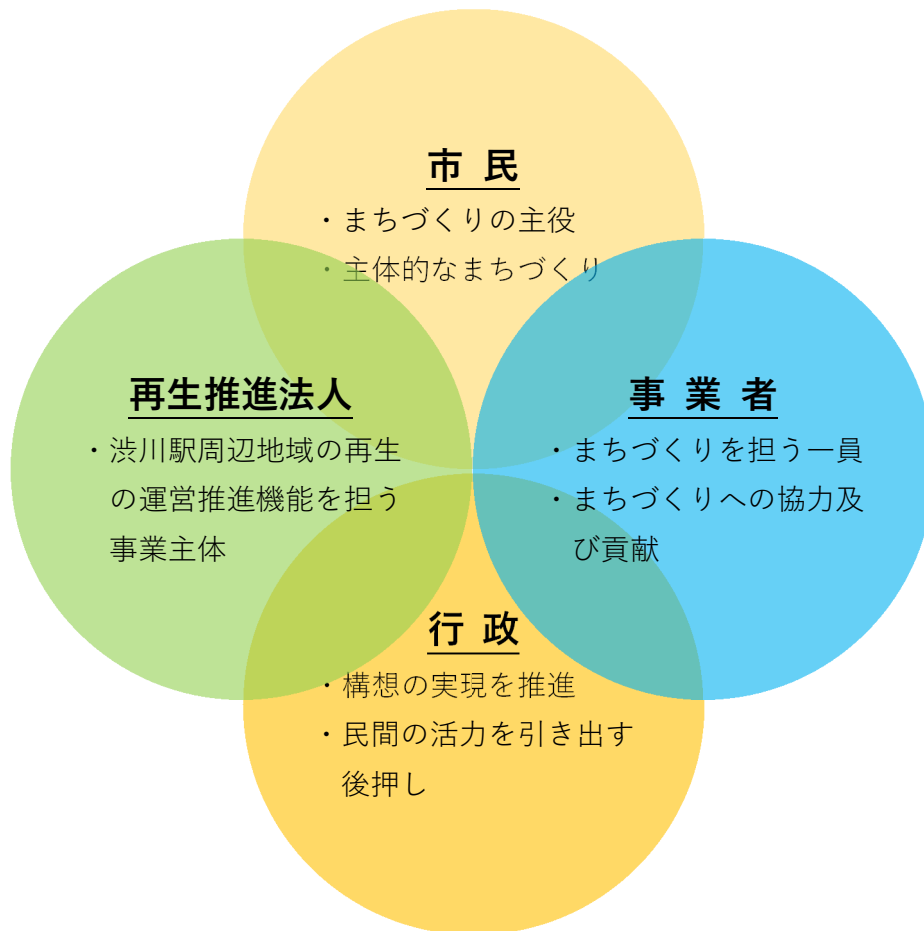 市 民
・まちづくりの主役
・主体的なまちづくり
再生推進法人
・渋川駅周辺地域の再生
の運営推進機能を担う
事業主体
事 業 者
・まちづくりを担う一員
・まちづくりへの協力及
び貢献
行 政
・構想の実現を推進
・民間の活力を引き出す
後押し